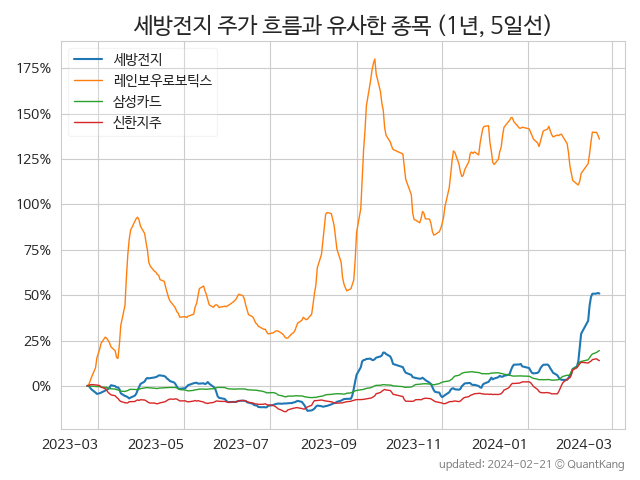 세방전지 주가 흐름과 유사한 종목 (1년, 5일선)
세방전지
레인보우로보틱스
삼성카드
신한지주
175%
150%
125%
100%
75%
50%
25%
0%
2023-03 2023-05 2023-07 2023-09 2023-11 2024-01 2024-03
updated: 2024-02-21 © QuantKang